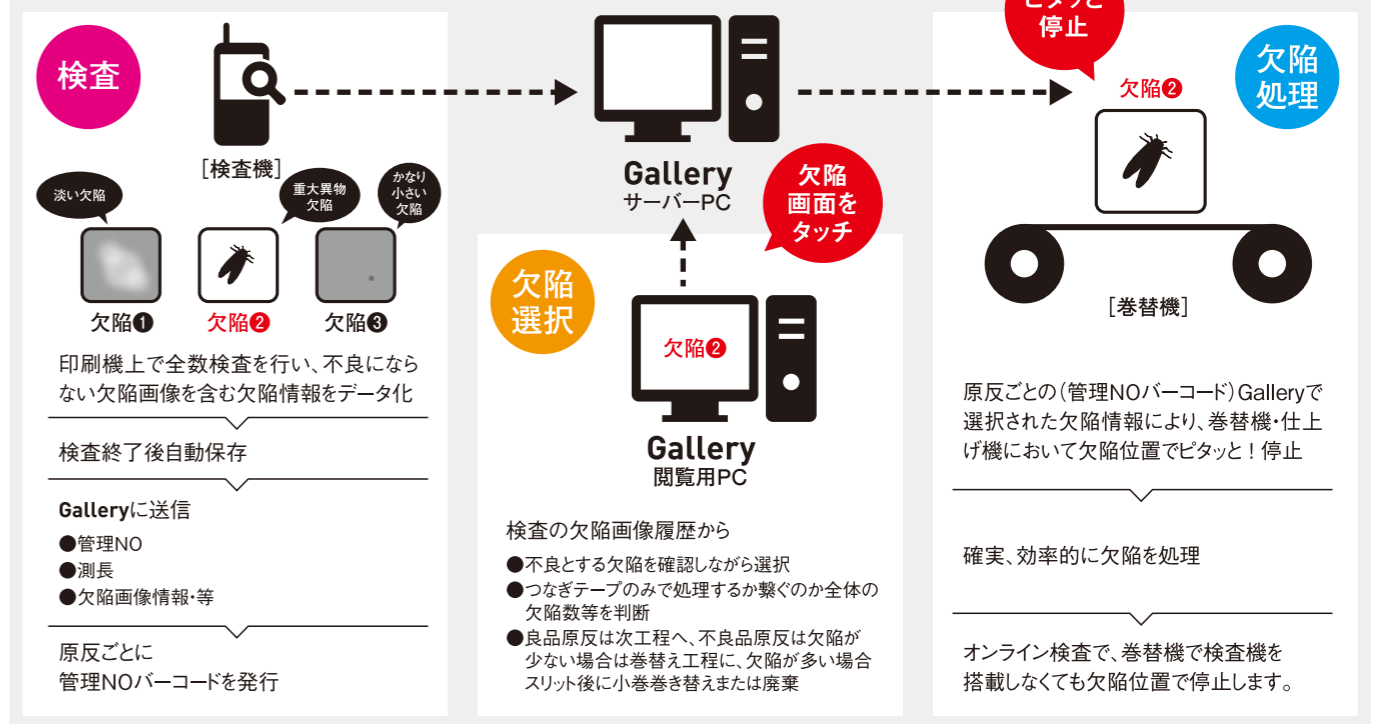 検査
[検査機]
淡い欠陥
重大異物
欠陥
かなり
小さい
欠陥
欠陥❶
欠陥❷
欠陥❸
印刷機上で全数検査を行い、不良になら
ない欠陥画像を含む欠陥情報をデータ化
検査終了後自動保存
Galleryに送信
●管理NO
●測長
●欠陥画像情報・等
原反ごとに
管理NOバーコードを発行
Gallery
サーバーPC
欠陥
画面を
タッチ
欠陥
選択
欠陥❷
Gallery
閲覧用PC
検査の欠陥画像履歴から
●不良とする欠陥を確認しながら選択
●つなぎテープのみで処理するか繋ぐのか全体の
欠陥数等を判断
●良品原反は次工程へ、不良品原反は欠陥が
少ない場合は巻替え工程に、欠陥が多い場合
スリット後に小巻巻き替えまたは廃棄
ピタッと
停止
欠陥
処理
欠陥❷
[巻替機]
原反ごとの(管理NOバーコード)Galleryで
選択された欠陥情報により、巻替機・仕上
げ機において欠陥位置でピタッと!停止
確実、効率的に欠陥を処理
オンライン検査で、巻替機で検査機を
搭載しなくても欠陥位置で停止します。